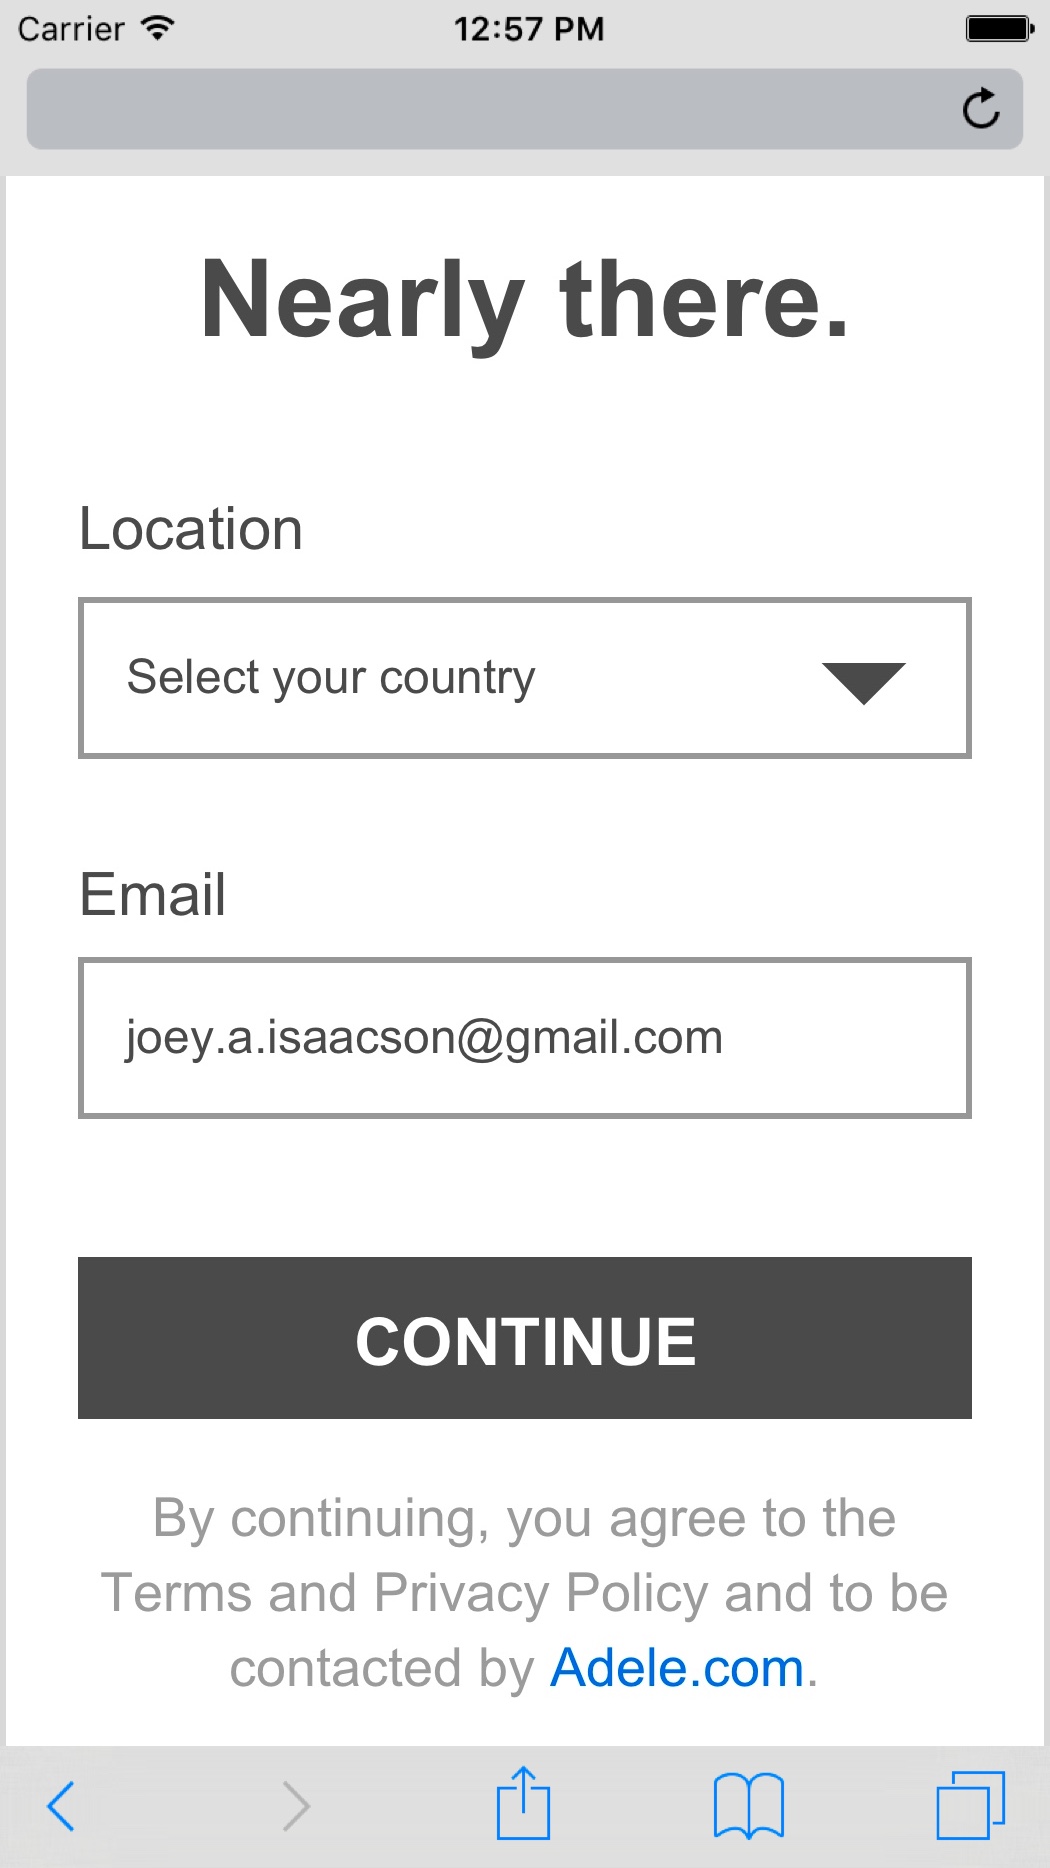 Carrier 12:57 PM
Nearly there.
Location
Select your country
Email
joey.a.isaacson@gmail.com
CONTINUE
By continuing, you agree to the
Terms and Privacy Policy and to be
contacted by Adele.com.